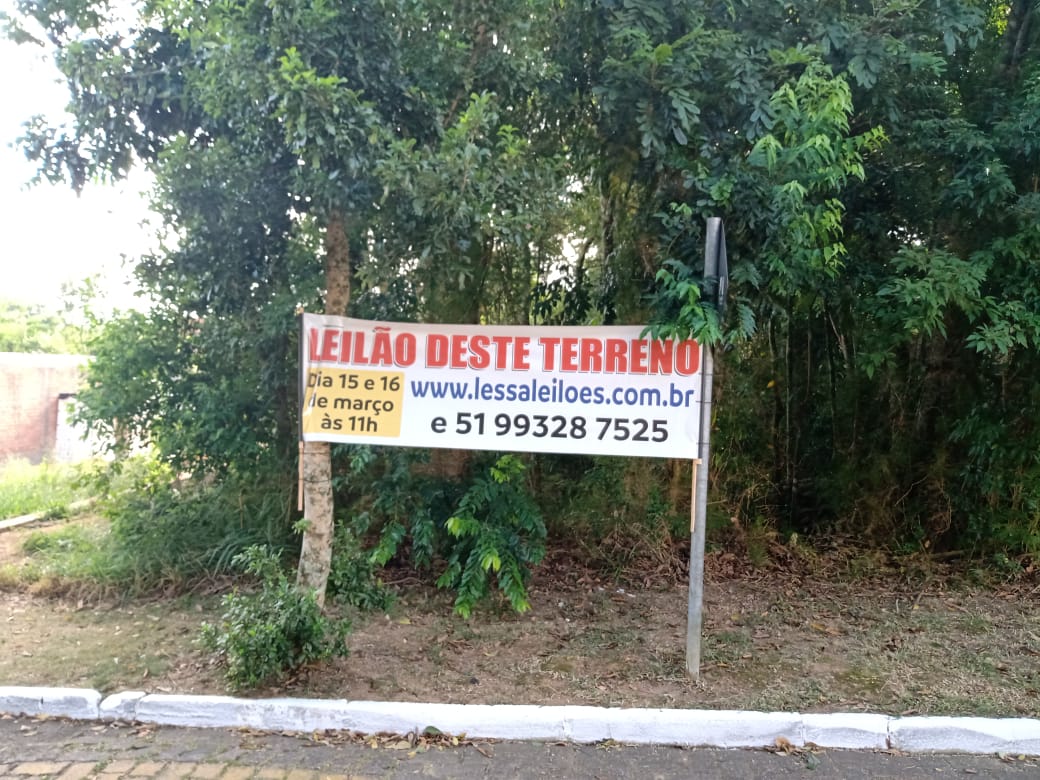 LEILÃO DESTE TERRENO
Dia 15 e 16
de março
às 11h
www.lessaleiloes.com.br
e 51 99328 7525